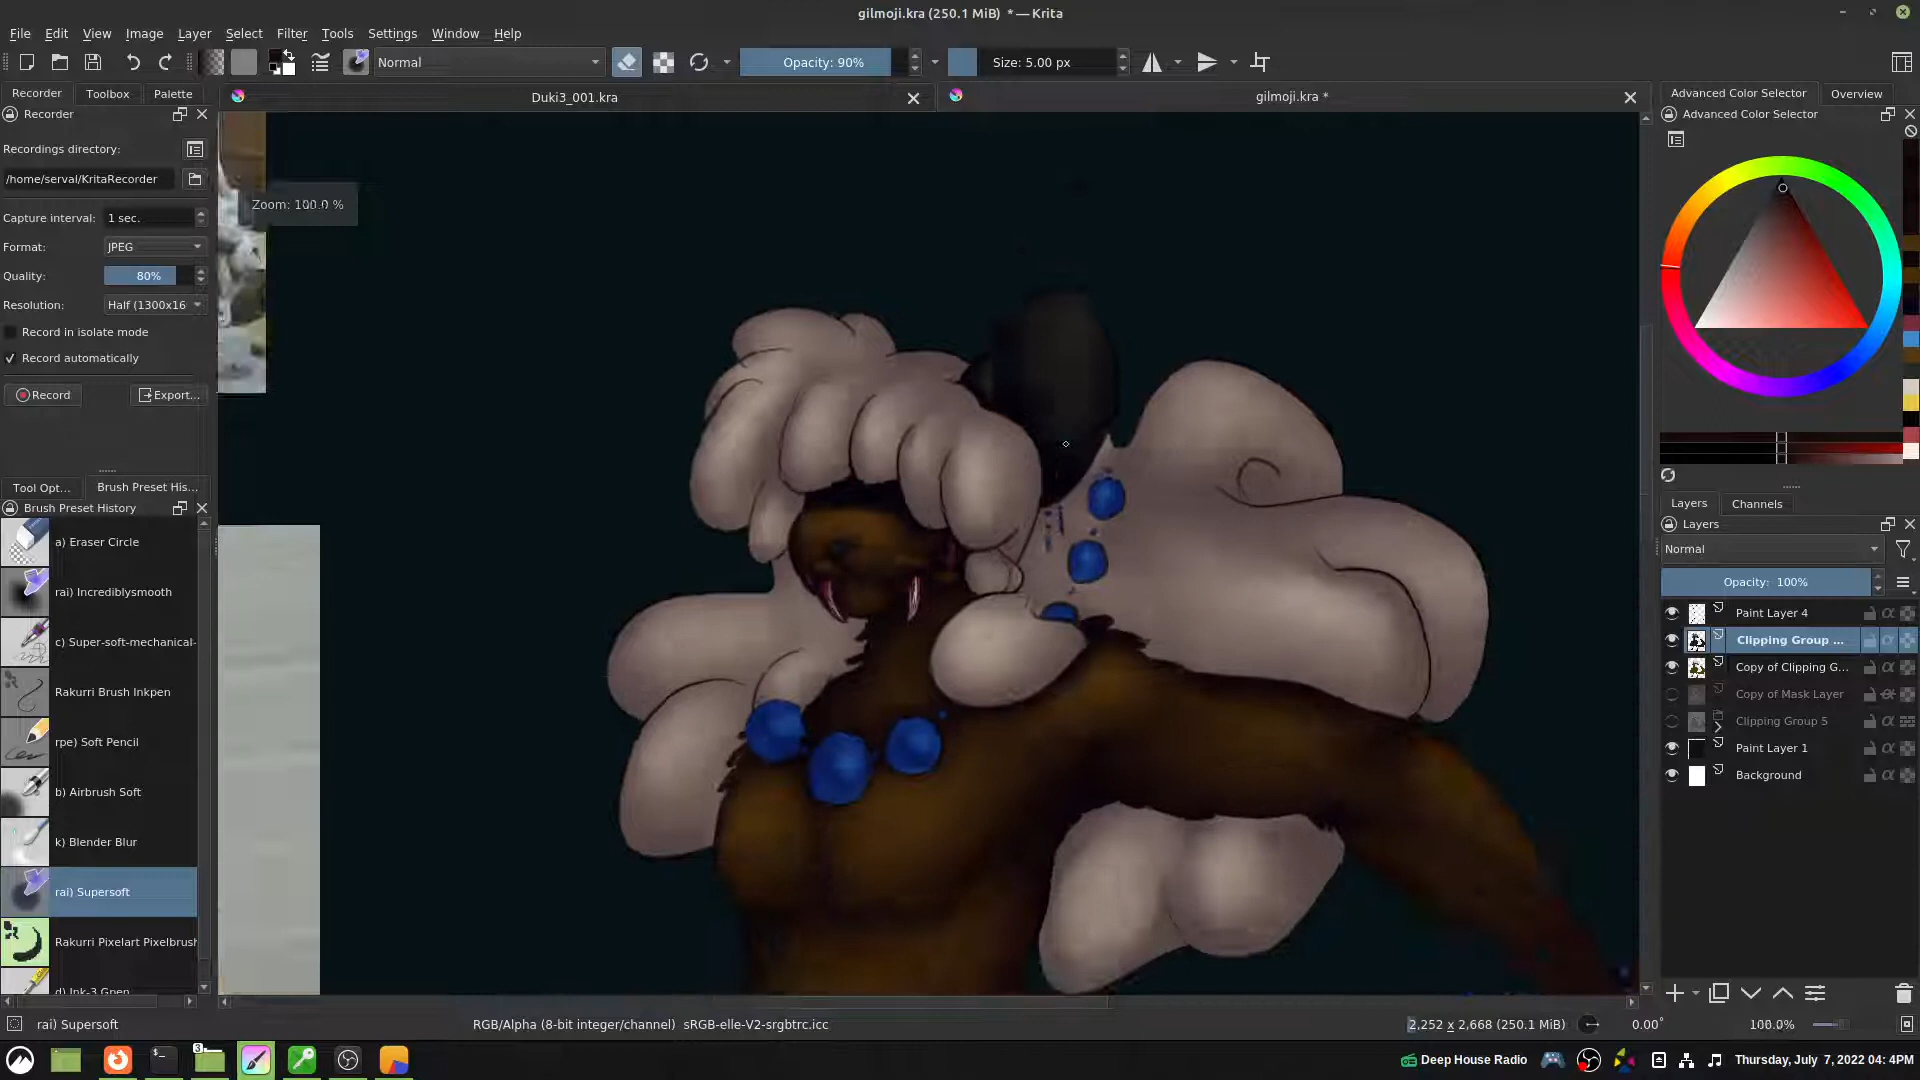 gilmoji.kra (250.1 MiB) * — Krita
File Edit View Image Layer Select Filter Tools Settings Window Help
Normal
Opacity: 90%
Size: 5.00 px
Recorder Toolbox Palette
Duki3_001.kra
gilmoji.kra *
Advanced Color Selector Overview
Recorder
Advanced Color Selector
Recordings directory:
/home/serval/KritaRecorder
Capture interval: 1 sec.
Format: JPEG
Quality: 80%
Resolution: Half (1300x16
Record in isolate mode
Record automatically
Record Export...
Zoom: 100.0 %
Tool Opt... Brush Preset His...
Brush Preset History
a) Eraser Circle
rai) Incrediblysmooth
c) Super-soft-mechanical-
Rakurri Brush Inkpen
rpe) Soft Pencil
b) Airbrush Soft
k) Blender Blur
rai) Supersoft
Rakurri Pixelart Pixelbrush
d) Ink-3 Gpen
Layers Channels
Layers
Normal
Opacity: 100%
Paint Layer 4
Clipping Group ...
Copy of Clipping G...
Copy of Mask Layer
Clipping Group 5
Paint Layer 1
Background
rai) Supersoft
RGB/Alpha (8-bit integer/channel) sRGB-elle-V2-srgbtrc.icc
2,252 x 2,668 (250.1 MiB)
0.00°
100.0%
3
Deep House Radio
Thursday, July 7, 2022 04: 4PM